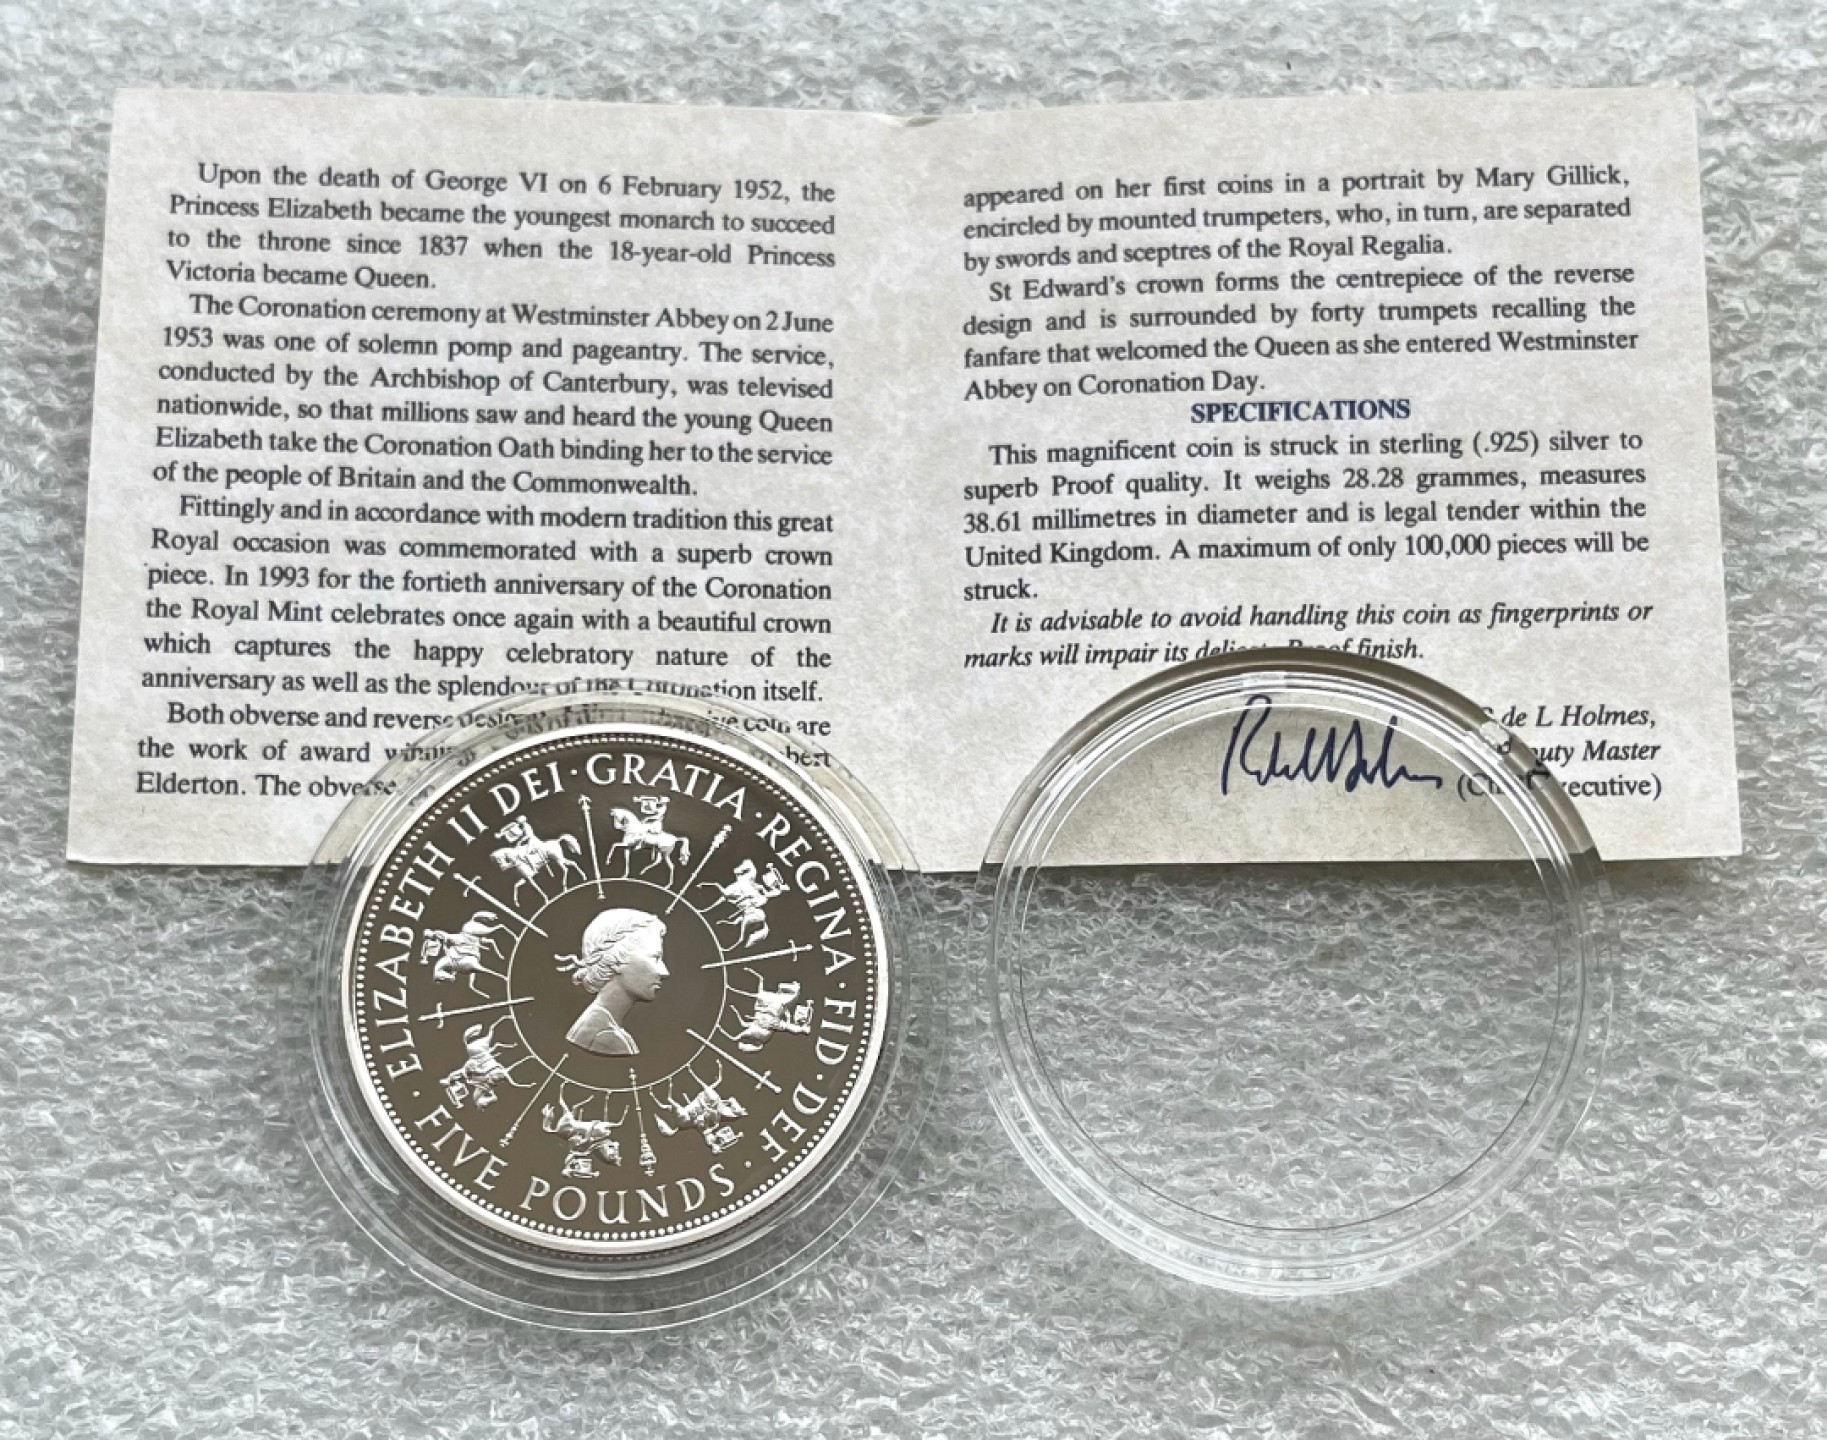 Upon the death of George VI on 6 February 1952, the
Princess Elizabeth became the youngest monarch to succeed
to the throne since 1837 when the 18-year-old Princess
Victoria became Queen.
The Coronation ceremony at Westminster Abbey on 2 June
1953 was one of solemn pomp and pageantry. The service,
conducted by the Archbishop of Canterbury, was televised
nationwide, so that millions saw and heard the young Queen
Elizabeth take the Coronation Oath binding her to the service
of the people of Britain and the Commonwealth.
Fittingly and in accordance with modern tradition this great
Royal occasion was commemorated with a superb crown
piece. In 1993 for the fortieth anniversary of the Coronation
the Royal Mint celebrates once again with a beautiful crown
which captures the happy celebratory nature of the
anniversary as well as the splendour of the Coronation itself.
Both obverse and reverse coin are
the work of award
Elderton. The obverse
appeared on her first coins in a portrait by Mary Gillick,
encircled by mounted trumpeters, who, in turn, are separated
by swords and sceptres of the Royal Regalia.
St Edward's crown forms the centrepiece of the reverse
design and is surrounded by forty trumpets recalling the
fanfare that welcomed the Queen as she entered Westminster
Abbey on Coronation Day.
SPECIFICATIONS
This magnificent coin is struck in sterling (.925) silver to
superb Proof quality. It weighs 28.28 grammes, measures
38.61 millimetres in diameter and is legal tender within the
United Kingdom. A maximum of only 100,000 pieces will be
struck.
It is advisable to avoid handling this coin as fingerprints or
marks will impair its delicate Proof finish.
de L Holmes,
Master
ELIZABETH II DEI · GRATIA · REGINA · FID · DEF ·
FIVE POUNDS